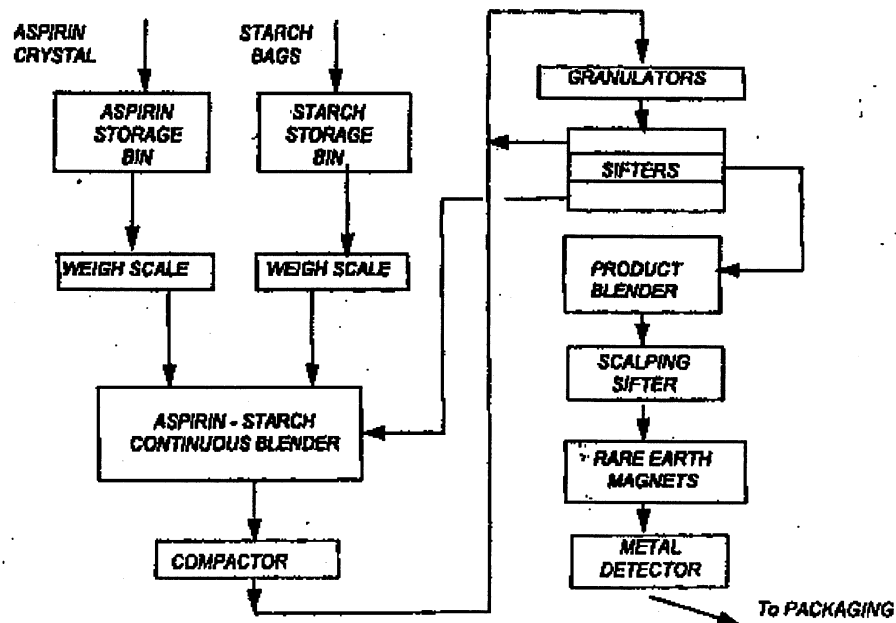 ASPIRIN
CRYSTAL
STARCH
BAGS
ASPIRIN
STORAGE
BIN
STARCH
STORAGE
BIN
WEIGH SCALE
WEIGH SCALE
ASPIRIN - STARCH
CONTINUOUS BLENDER
COMPACTOR
GRANULATORS
SIFTERS
PRODUCT
BLENDER
SCALPING
SIFTER
RARE EARTH
MAGNETS
METAL
DETECTOR
To PACKAGING